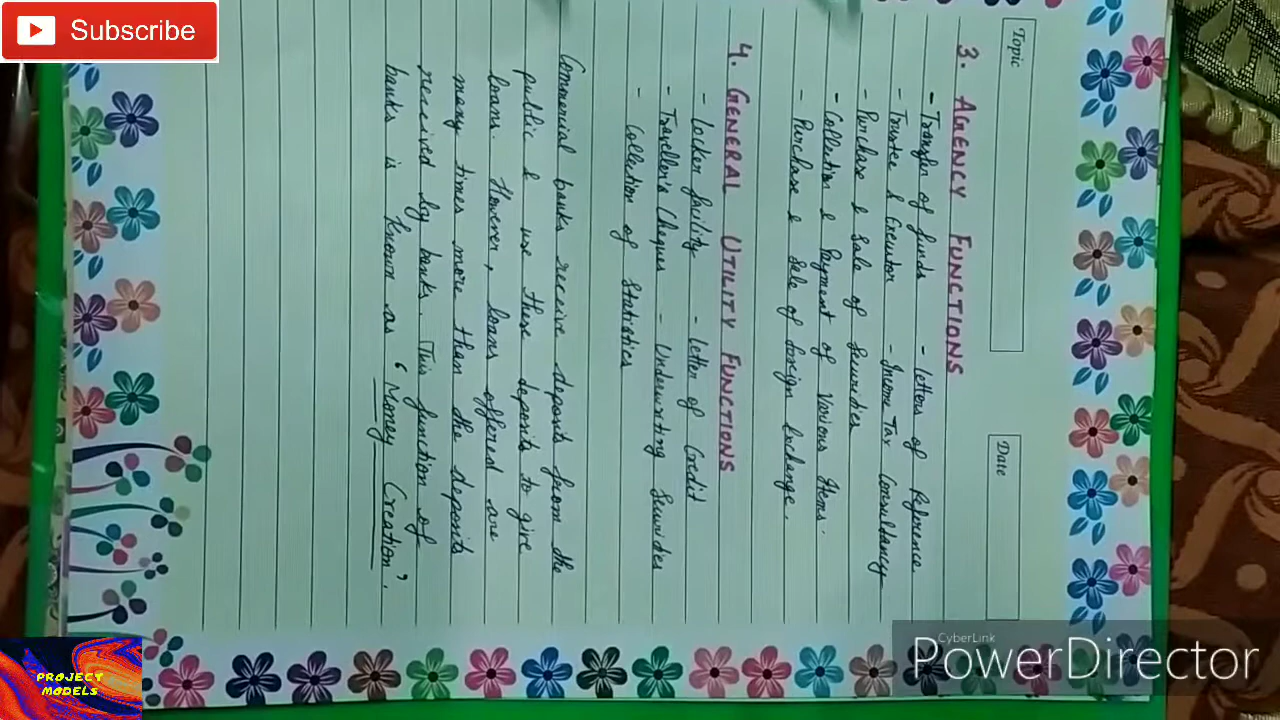 Subscribe
Topic
Date
3. AGENCY FUNCTIONS
- Transfer of funds - letters of Reference.
- Trustee & Executor - Income Tax Consultancy
- Purchase & Sale of Securities
- Collection & Payment of Various Items.
- Purchase & Sale of foreign Exchange.
4. GENERAL UTILITY FUNCTIONS
- Locker facility - letter of Credit
- Traveller's Cheques - Underwriting Securities
- Collection of Statistics
Commercial banks receive deposits from the
public & use these deposits to give
loans. However, loans offered are
many times more than the deposits
received by banks. This function of
banks is known as 'Money Creation'.
CyberLink
PowerDirector
PROJECT
MODELS